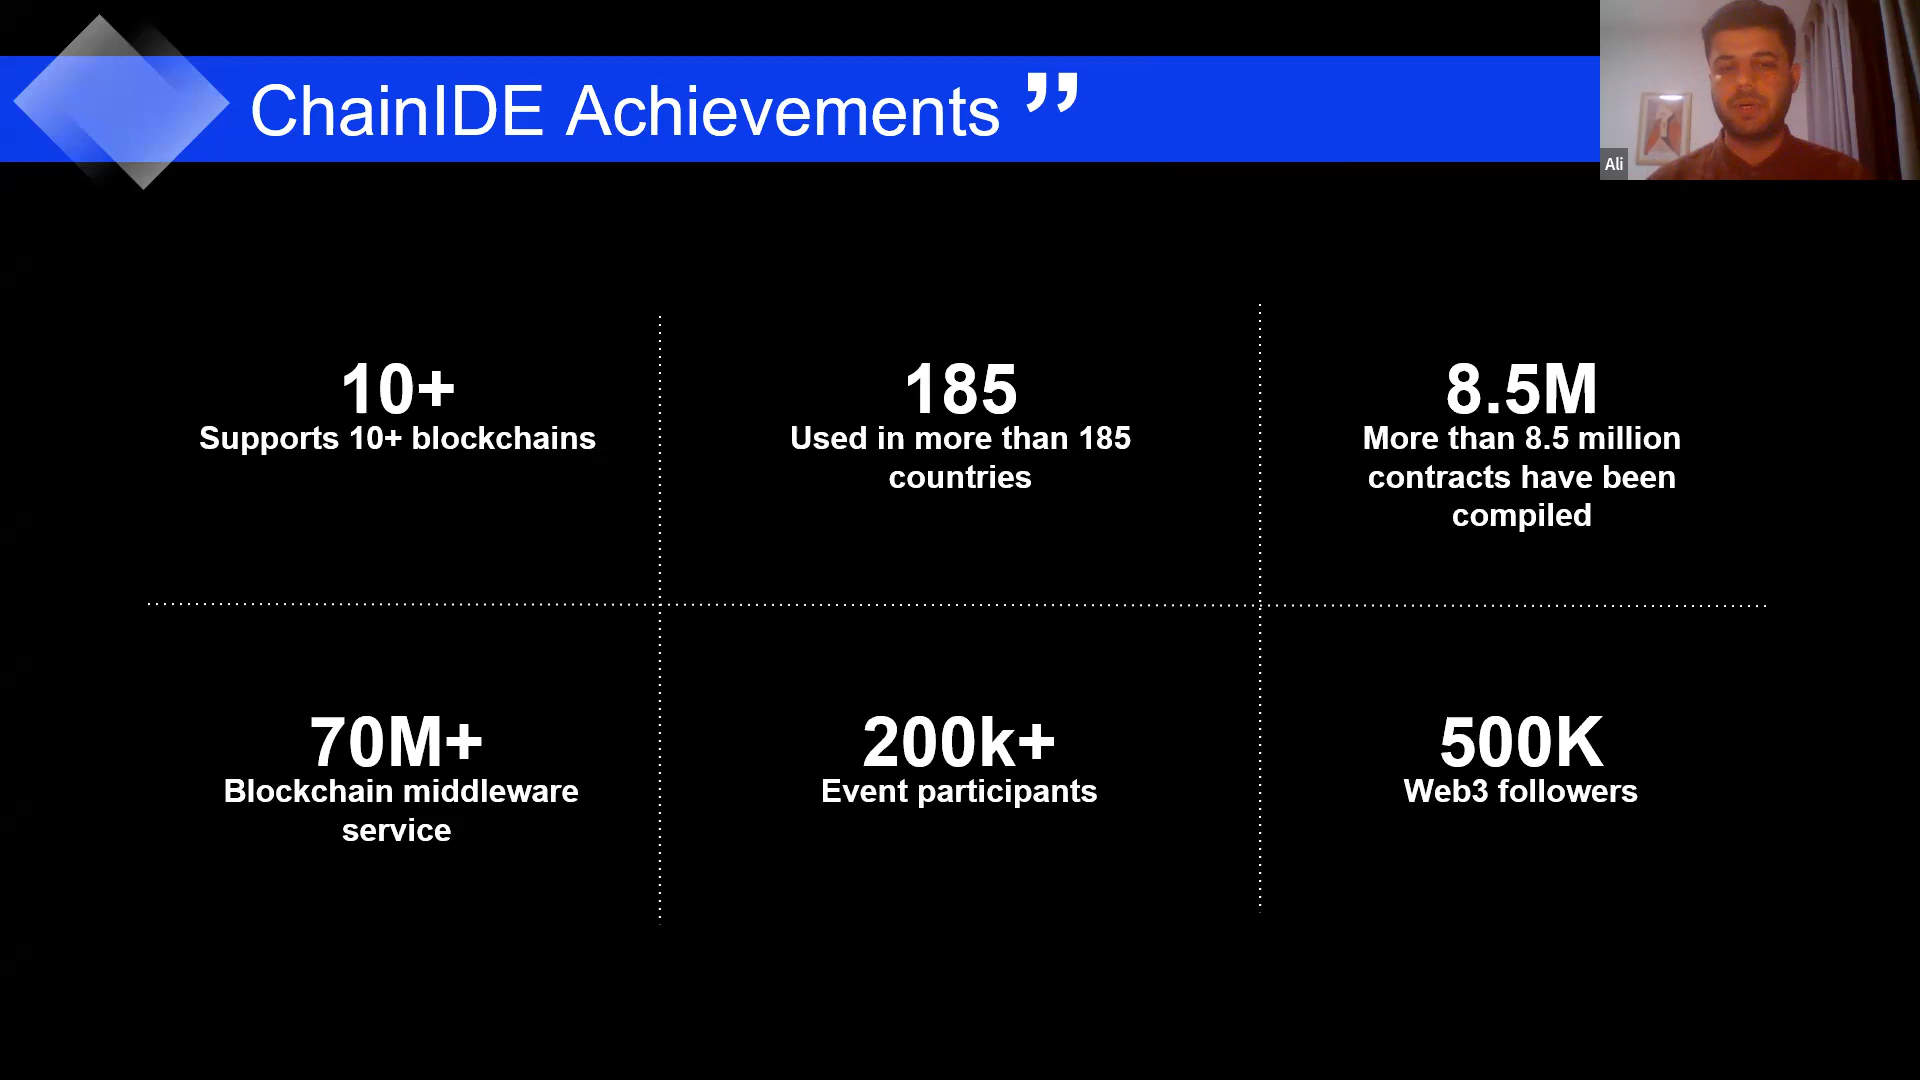 ChainIDE Achievements ”
Ali
10+
Supports 10+ blockchains
185
Used in more than 185
countries
8.5M
More than 8.5 million
contracts have been
compiled
70M+
Blockchain middleware
service
200k+
Event participants
500K
Web3 followers